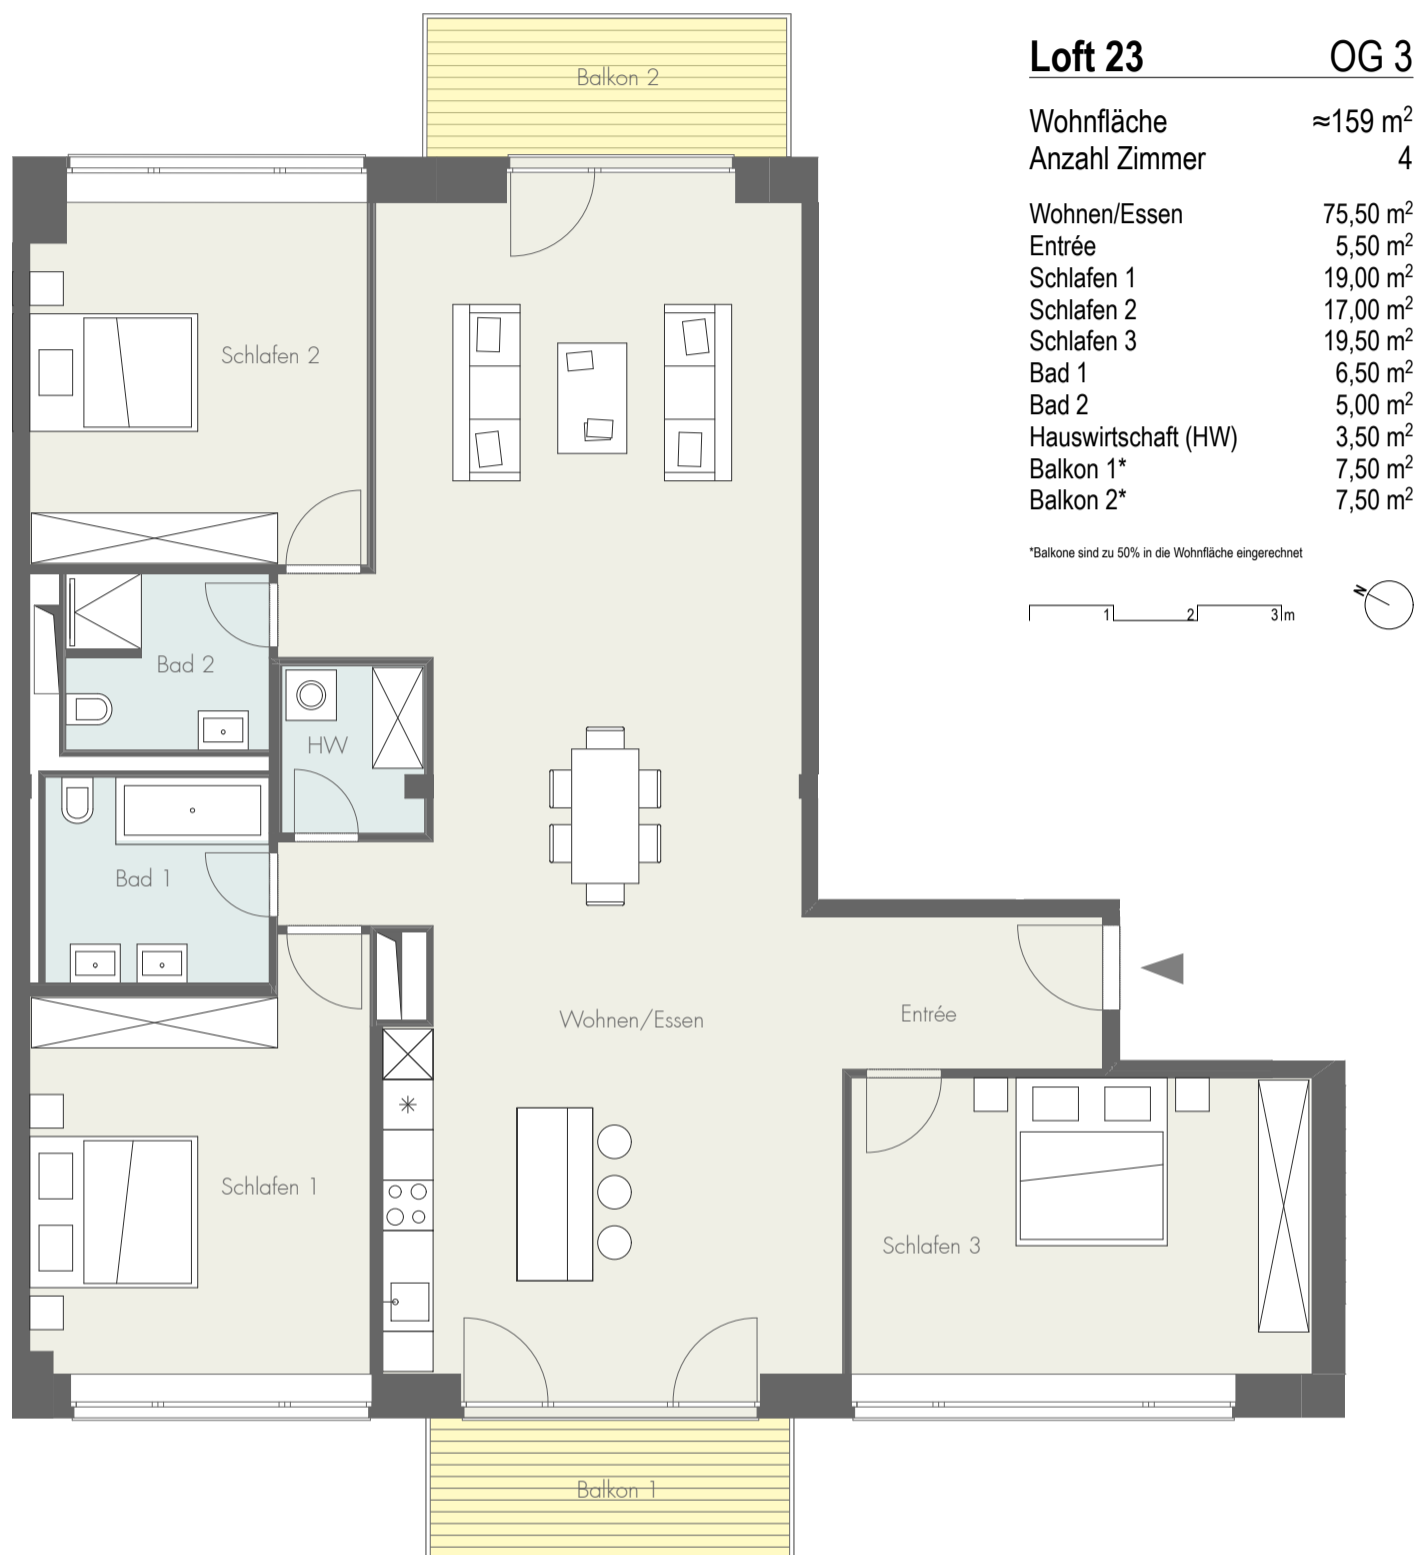 Balkon 2
Loft 23 OG 3
Wohnfläche ≈159 m²
Anzahl Zimmer 4
Wohnen/Essen 75,50 m²
Entrée 5,50 m²
Schlafen 1 19,00 m²
Schlafen 2 17,00 m²
Schlafen 3 19,50 m²
Bad 1 6,50 m²
Bad 2 5,00 m²
Hauswirtschaft (HW) 3,50 m²
Balkon 1* 7,50 m²
Balkon 2* 7,50 m²
*Balkone sind zu 50% in die Wohnfläche eingerechnet
N
1 2 3 m
Schlafen 2
Bad 2
HW
Bad 1
Wohnen/Essen
Entrée
Schlafen 1
Schlafen 3
Balkon 1